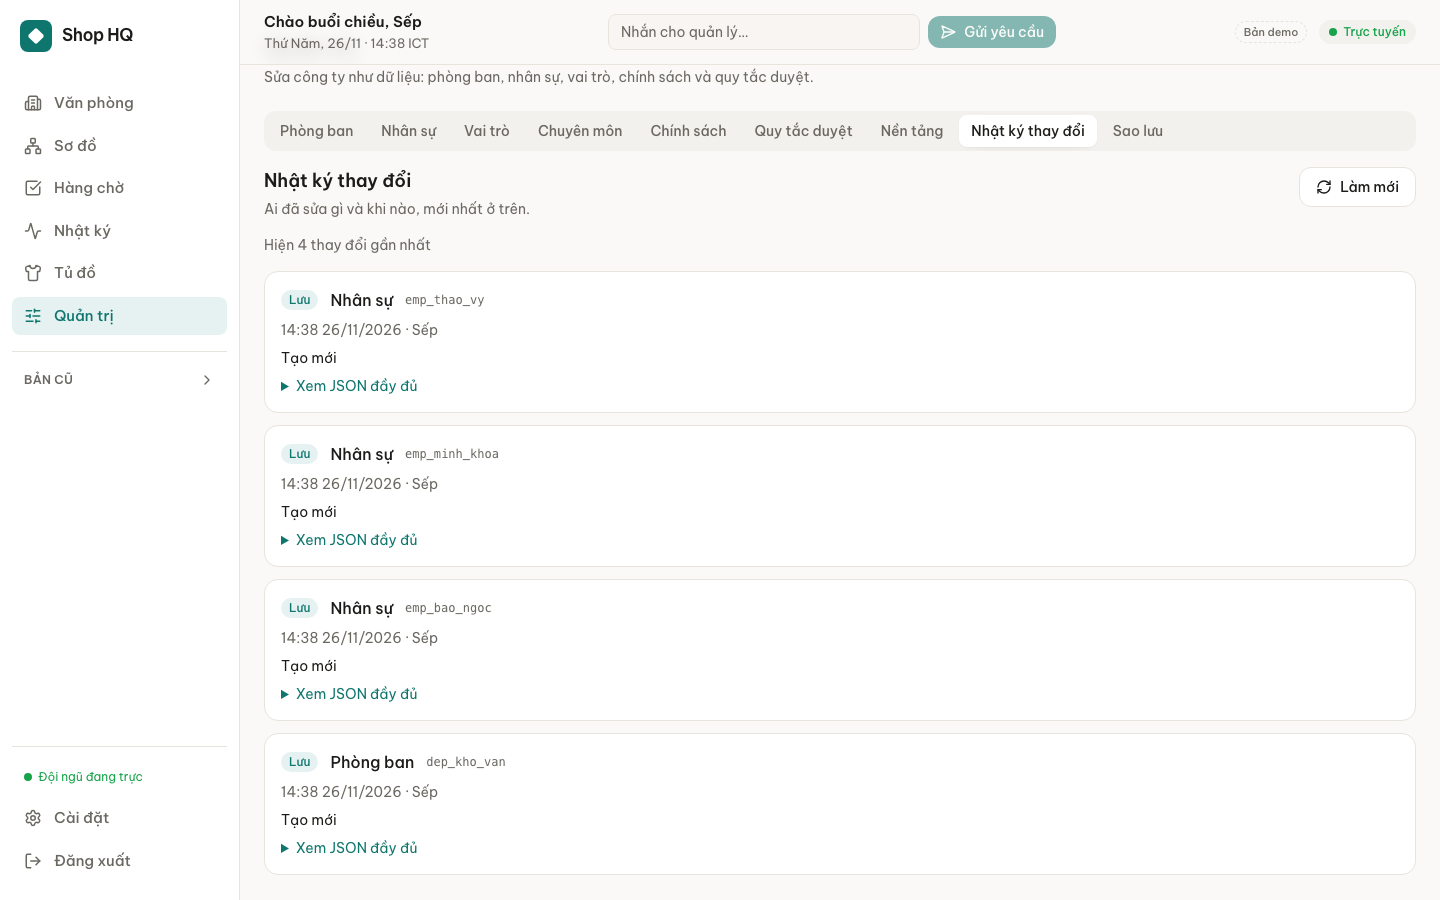 Shop HQ
Văn phòng
Sơ đồ
Hàng chờ
Nhật ký
Tủ đồ
Quản trị
BẢN CŨ
Đội ngũ đang trực
Cài đặt
Đăng xuất
Chào buổi chiều, Sếp
Thứ Năm, 26/11 · 14:38 ICT
Nhắn cho quản lý...
Gửi yêu cầu
Bản demo
Trực tuyến
Sửa công ty như dữ liệu: phòng ban, nhân sự, vai trò, chính sách và quy tắc duyệt.
Phòng ban Nhân sự Vai trò Chuyên môn Chính sách Quy tắc duyệt Nền tảng Nhật ký thay đổi Sao lưu
Nhật ký thay đổi
Làm mới
Ai đã sửa gì và khi nào, mới nhất ở trên.
Hiện 4 thay đổi gần nhất
Lưu Nhân sự emp_thao_vy
14:38 26/11/2026 · Sếp
Tạo mới
Xem JSON đầy đủ
Lưu Nhân sự emp_minh_khoa
14:38 26/11/2026 · Sếp
Tạo mới
Xem JSON đầy đủ
Lưu Nhân sự emp_bao_ngoc
14:38 26/11/2026 · Sếp
Tạo mới
Xem JSON đầy đủ
Lưu Phòng ban dep_kho_van
14:38 26/11/2026 · Sếp
Tạo mới
Xem JSON đầy đủ